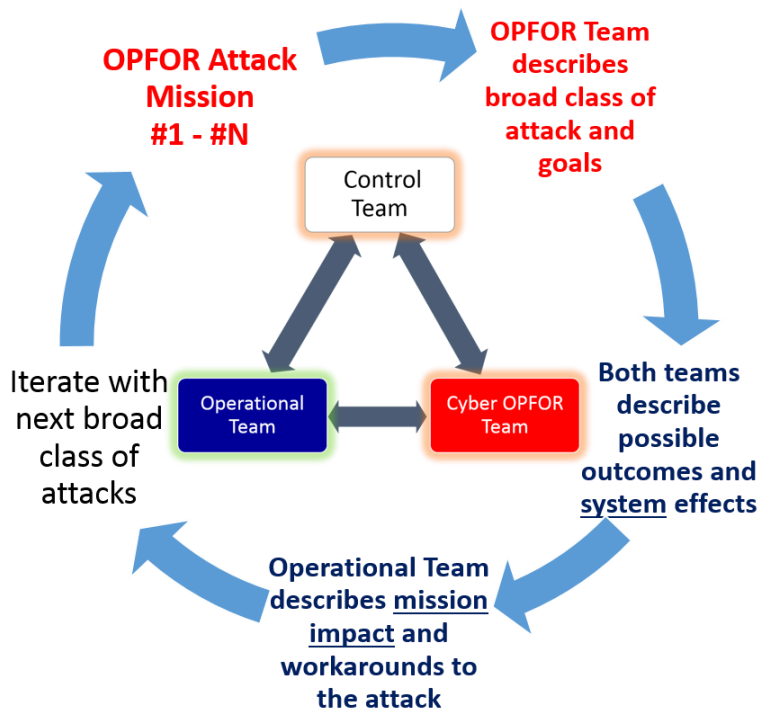 OPFOR Attack
Mission
#1 - #N
OPFOR Team
describes
broad class of
attack and
goals
Control
Team
Operational
Team
Cyber OPFOR
Team
Both teams
describe
possible
outcomes and
system effects
Operational Team
describes mission
impact and
workarounds to
the attack
Iterate with
next broad
class of
attacks